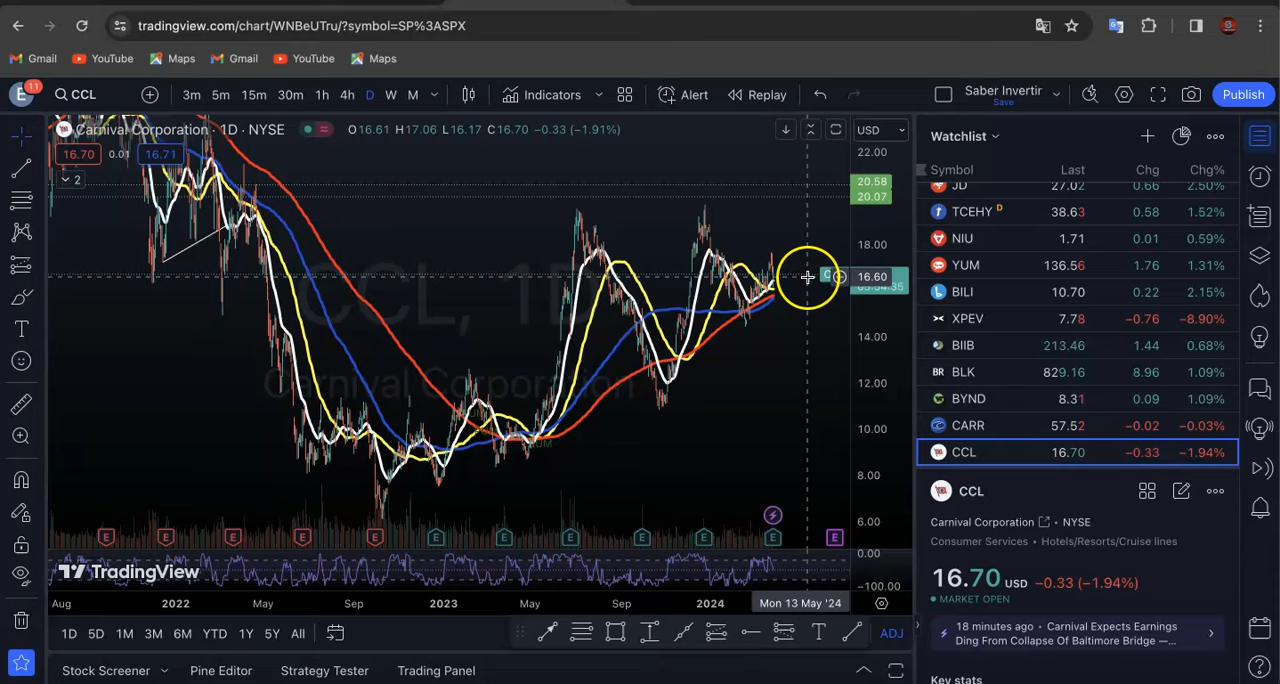 tradingview.com/chart/WNBeUTru/?symbol=SP%3ASPX
Gmail YouTube Maps Gmail YouTube Maps
E 11 CCL 3m 5m 15m 30m 1h 4h D W M Indicators Alert Replay Saber Invertir Save Publish
Carnival Corporation · 1D · NYSE O16.61 H17.06 L16.17 C16.70 −0.33 (−1.91%) USD
16.70 0.01 16.71
2
CCL, 1D
Carnival Corporation
22.00
20.58
20.07
18.00
16.60
14.00
12.00
10.00
8.00
6.00
0.00
−100.00
E E E E E E E E E E E E
TradingView
Aug 2022 May Sep 2023 May Sep 2024 Mon 13 May '24
1D 5D 1M 3M 6M YTD 1Y 5Y All ADJ
Stock Screener Pine Editor Strategy Tester Trading Panel
Watchlist
Symbol Last Chg Chg%
JD 27.02 0.66 2.50%
TCEHY D 38.63 0.58 1.52%
NIU 1.71 0.01 0.59%
YUM 136.56 1.76 1.31%
BILI 10.70 0.22 2.15%
XPEV 7.78 −0.76 −8.90%
BIIB 213.46 1.44 0.68%
BR BLK 829.16 8.96 1.09%
BYND 8.31 0.09 1.09%
CARR 57.52 −0.02 −0.03%
CCL 16.70 −0.33 −1.94%
CCL
Carnival Corporation · NYSE
Consumer Services · Hotels/Resorts/Cruise lines
16.70 USD −0.33 (−1.94%)
MARKET OPEN
18 minutes ago · Carnival Expects Earnings
Ding From Collapse Of Baltimore Bridge —...
Key stats